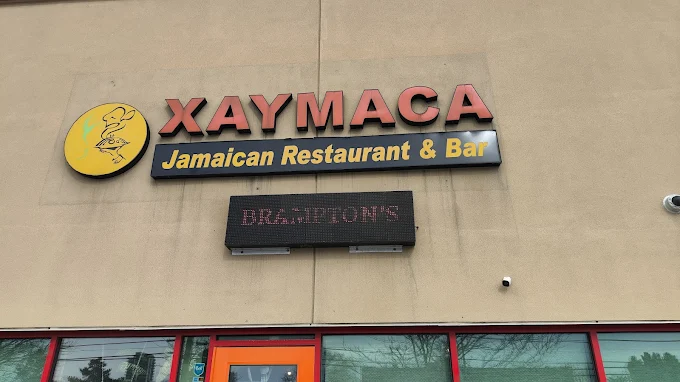 XAYMACA
Jamaican Restaurant & Bar
BRAMPTON'S